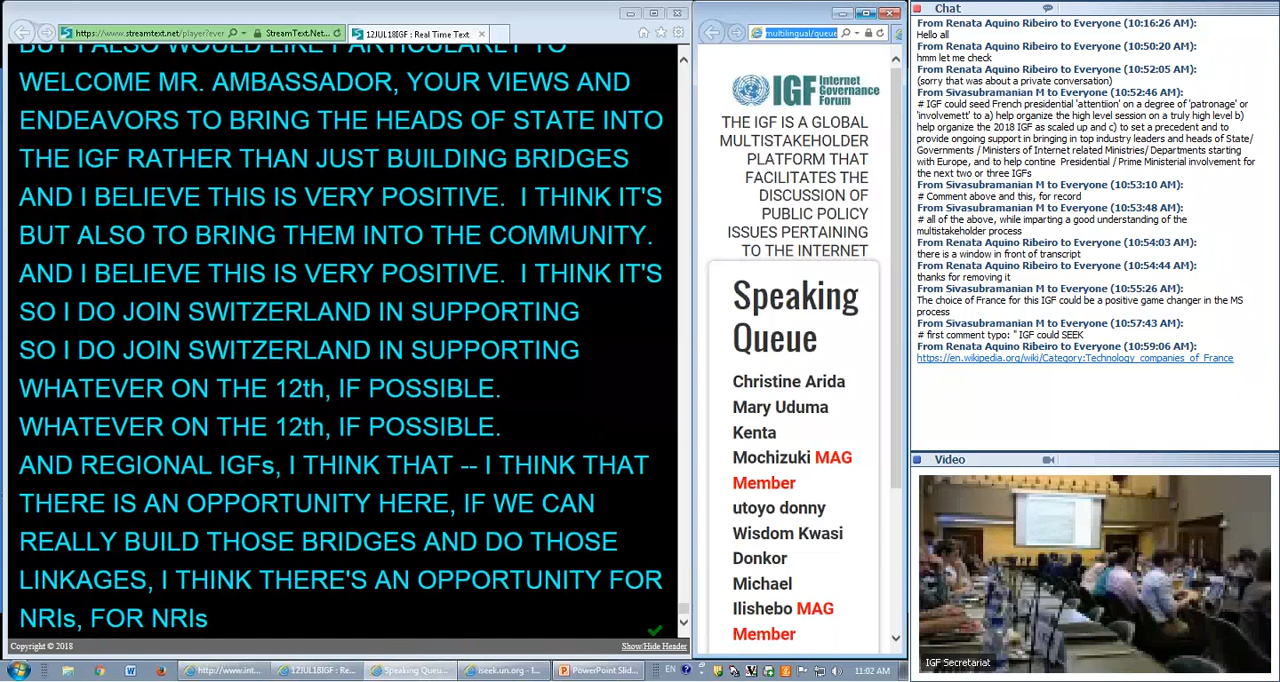 https://www.streamtext.net/player?ever
StreamText.Net...
12JUL18IGF : Real Time Text
BUT I ALSO WOULD LIKE PARTICULARLY TO
WELCOME MR. AMBASSADOR, YOUR VIEWS AND
ENDEAVORS TO BRING THE HEADS OF STATE INTO
THE IGF RATHER THAN JUST BUILDING BRIDGES
AND I BELIEVE THIS IS VERY POSITIVE.  I THINK IT'S
BUT ALSO TO BRING THEM INTO THE COMMUNITY.
AND I BELIEVE THIS IS VERY POSITIVE.  I THINK IT'S
SO I DO JOIN SWITZERLAND IN SUPPORTING
SO I DO JOIN SWITZERLAND IN SUPPORTING
WHATEVER ON THE 12th, IF POSSIBLE.
WHATEVER ON THE 12th, IF POSSIBLE.
AND REGIONAL IGFs, I THINK THAT -- I THINK THAT
THERE IS AN OPPORTUNITY HERE, IF WE CAN
REALLY BUILD THOSE BRIDGES AND DO THOSE
LINKAGES, I THINK THERE'S AN OPPORTUNITY FOR
NRIs, FOR NRIs
Copyright © 2018
Show/Hide Header
multilingual/queue
IGF Internet
Governance
Forum
THE IGF IS A GLOBAL
MULTISTAKEHOLDER
PLATFORM THAT
FACILITATES THE
DISCUSSION OF
PUBLIC POLICY
ISSUES PERTAINING
TO THE INTERNET
Speaking
Queue
Christine Arida
Mary Uduma
Kenta
Mochizuki MAG
Member
utoyo donny
Wisdom Kwasi
Donkor
Michael
Ilishebo MAG
Member
Chat
From Renata Aquino Ribeiro to Everyone (10:16:26 AM):
Hello all
From Renata Aquino Ribeiro to Everyone (10:50:20 AM):
hmm let me check
From Renata Aquino Ribeiro to Everyone (10:52:05 AM):
(sorry that was about a private conversation)
From Sivasubramanian M to Everyone (10:52:46 AM):
# IGF could seed French presidential 'attention' on a degree of 'patronage' or
'involvemett' to a) help organize the high level session on a truly high level b)
help organize the 2018 IGF as scaled up and c) to set a precedent and to
provide ongoing support in bringing in top industry leaders and heads of State/
Governments / Ministers of Internet related Ministries/ Departments starting
with Europe, and to help contine  Presidential / Prime Ministerial involvement for
the next two or three IGFs
From Sivasubramanian M to Everyone (10:53:10 AM):
# Comment above and this, for record
From Sivasubramanian M to Everyone (10:53:48 AM):
# all of the above, while imparting a good understanding of the
multistakeholder process
From Renata Aquino Ribeiro to Everyone (10:54:03 AM):
there is a window in front of transcript
From Renata Aquino Ribeiro to Everyone (10:54:44 AM):
thanks for removing it
From Sivasubramanian M to Everyone (10:55:26 AM):
The choice of France for this IGF could be a positive game changer in the MS
process
From Sivasubramanian M to Everyone (10:57:43 AM):
# first comment typo: " IGF could SEEK
From Renata Aquino Ribeiro to Everyone (10:59:06 AM):
https://en.wikipedia.org/wiki/Category:Technology_companies_of_France
Video
IGF Secretariat
http://www.int...
12JUL18IGF : Re...
Speaking Queu...
iseek.un.org - I...
PowerPoint Slid...
EN
11:02 AM